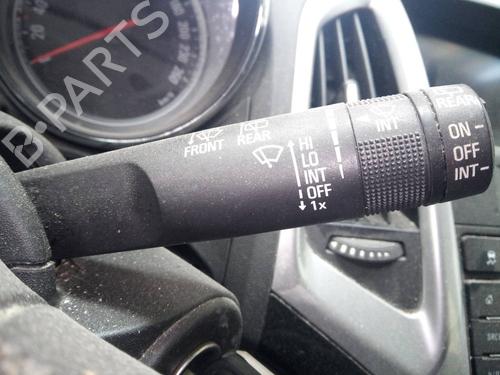 B-PARTS
FRONT
REAR
HI
LO
INT
OFF
1x
INT
REAR
ON
OFF
INT